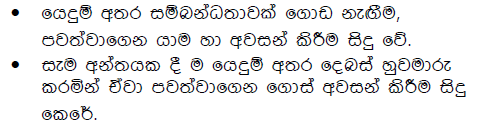 • යෙදුම් අතර සම්බන්ධතාවක් ගොඩ නැඟීම,
පවත්වාගෙන යාම හා අවසන් කිරීම සිදු වේ.
• සැම අන්තයක දී ම යෙදුම් අතර දෙබස් හුවමාරු
කරමින් ඒවා පවත්වාගෙන ගොස් අවසන් කිරීම සිදු
කෙරේ.